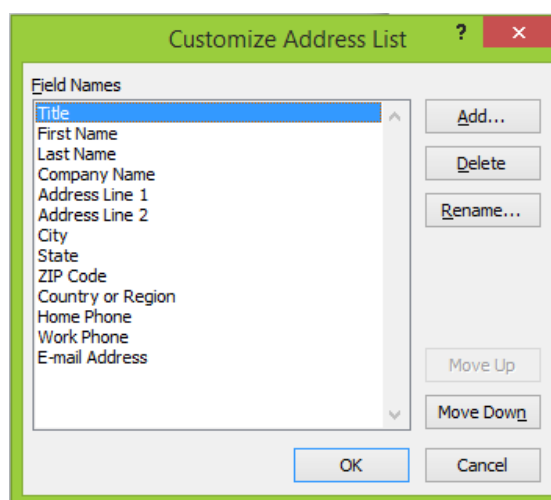 Customize Address List ?
Field Names
Title
First Name
Last Name
Company Name
Address Line 1
Address Line 2
City
State
ZIP Code
Country or Region
Home Phone
Work Phone
E-mail Address
Add...
Delete
Rename...
Move Up
Move Down
OK
Cancel